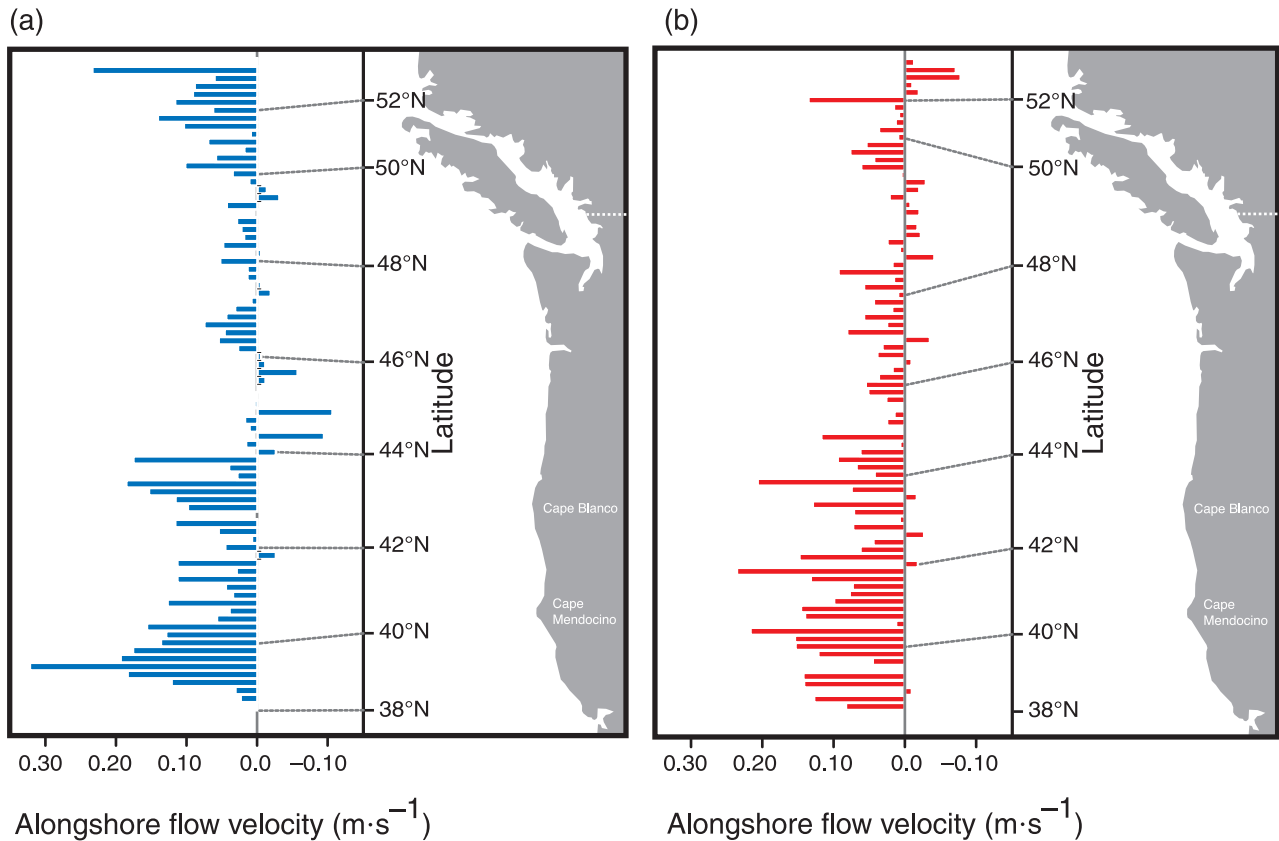 (a)
52°N
50°N
48°N
46°N
44°N
42°N
40°N
38°N
Latitude
Cape Blanco
Cape
Mendocino
0.30 0.20 0.10 0.0 –0.10
Alongshore flow velocity (m·s⁻¹)
(b)
52°N
50°N
48°N
46°N
44°N
42°N
40°N
38°N
Latitude
Cape Blanco
Cape
Mendocino
0.30 0.20 0.10 0.0 –0.10
Alongshore flow velocity (m·s⁻¹)